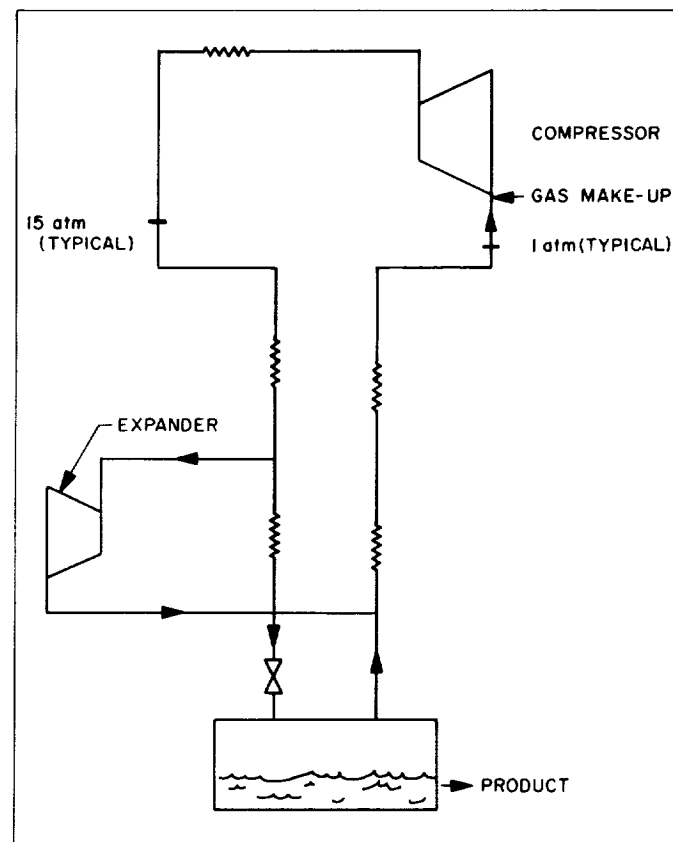 COMPRESSOR
GAS MAKE-UP
15 atm
(TYPICAL)
1 atm (TYPICAL)
EXPANDER
PRODUCT